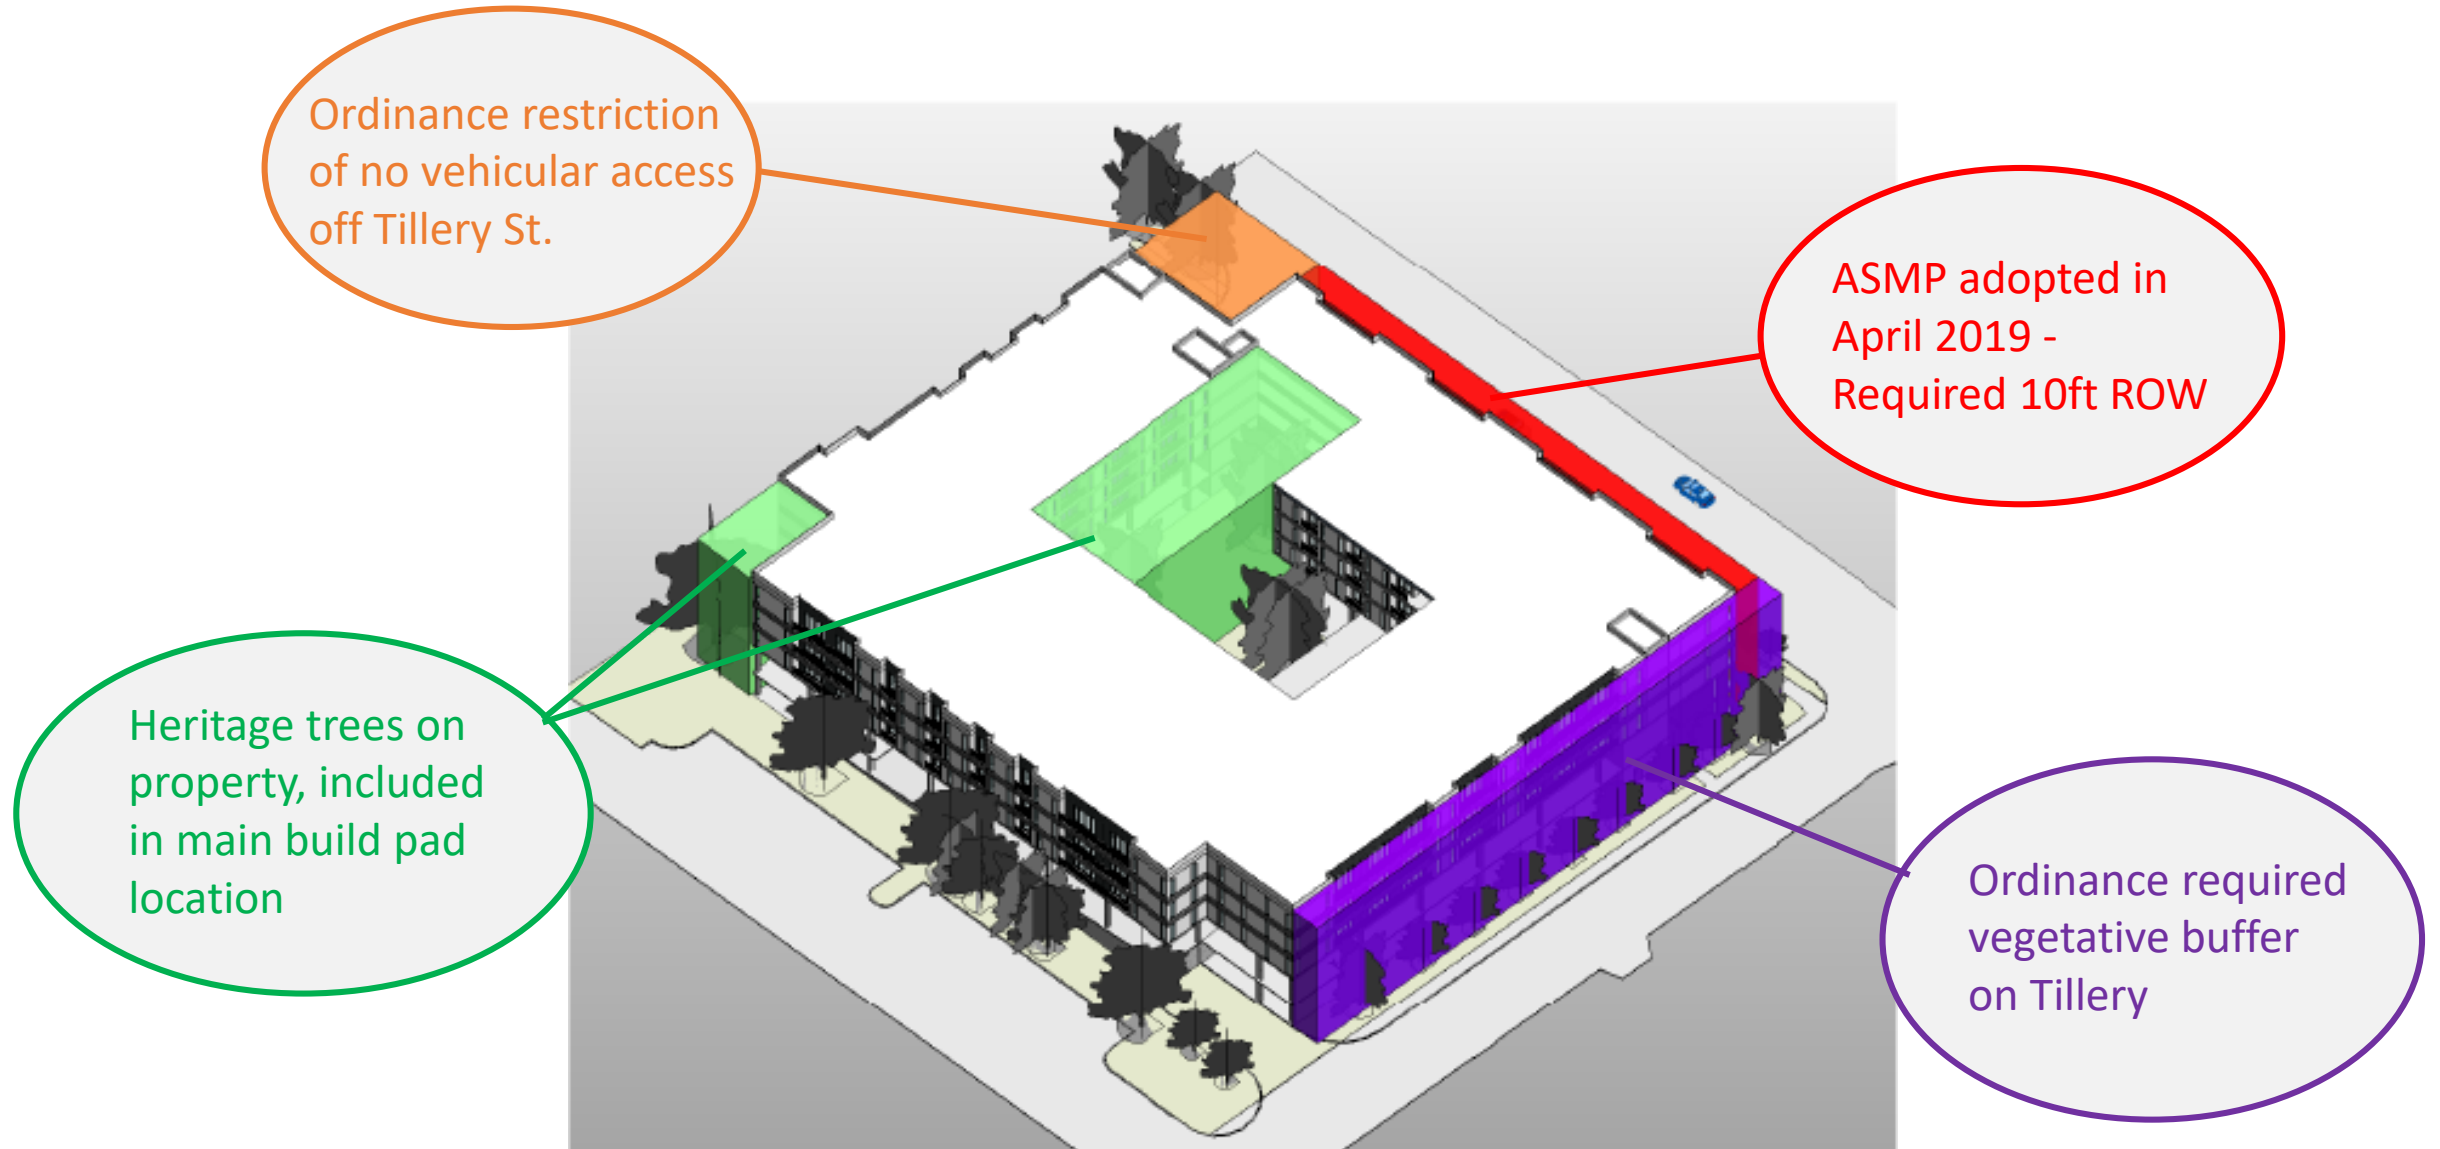 Ordinance restriction
of no vehicular access
off Tillery St.
ASMP adopted in
April 2019 -
Required 10ft ROW
Heritage trees on
property, included
in main build pad
location
Ordinance required
vegetative buffer
on Tillery